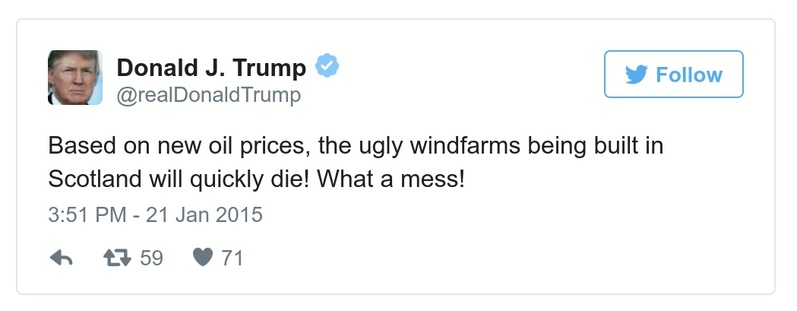 Donald J. Trump
@realDonaldTrump
Follow
Based on new oil prices, the ugly windfarms being built in
Scotland will quickly die! What a mess!
3:51 PM - 21 Jan 2015
59 71